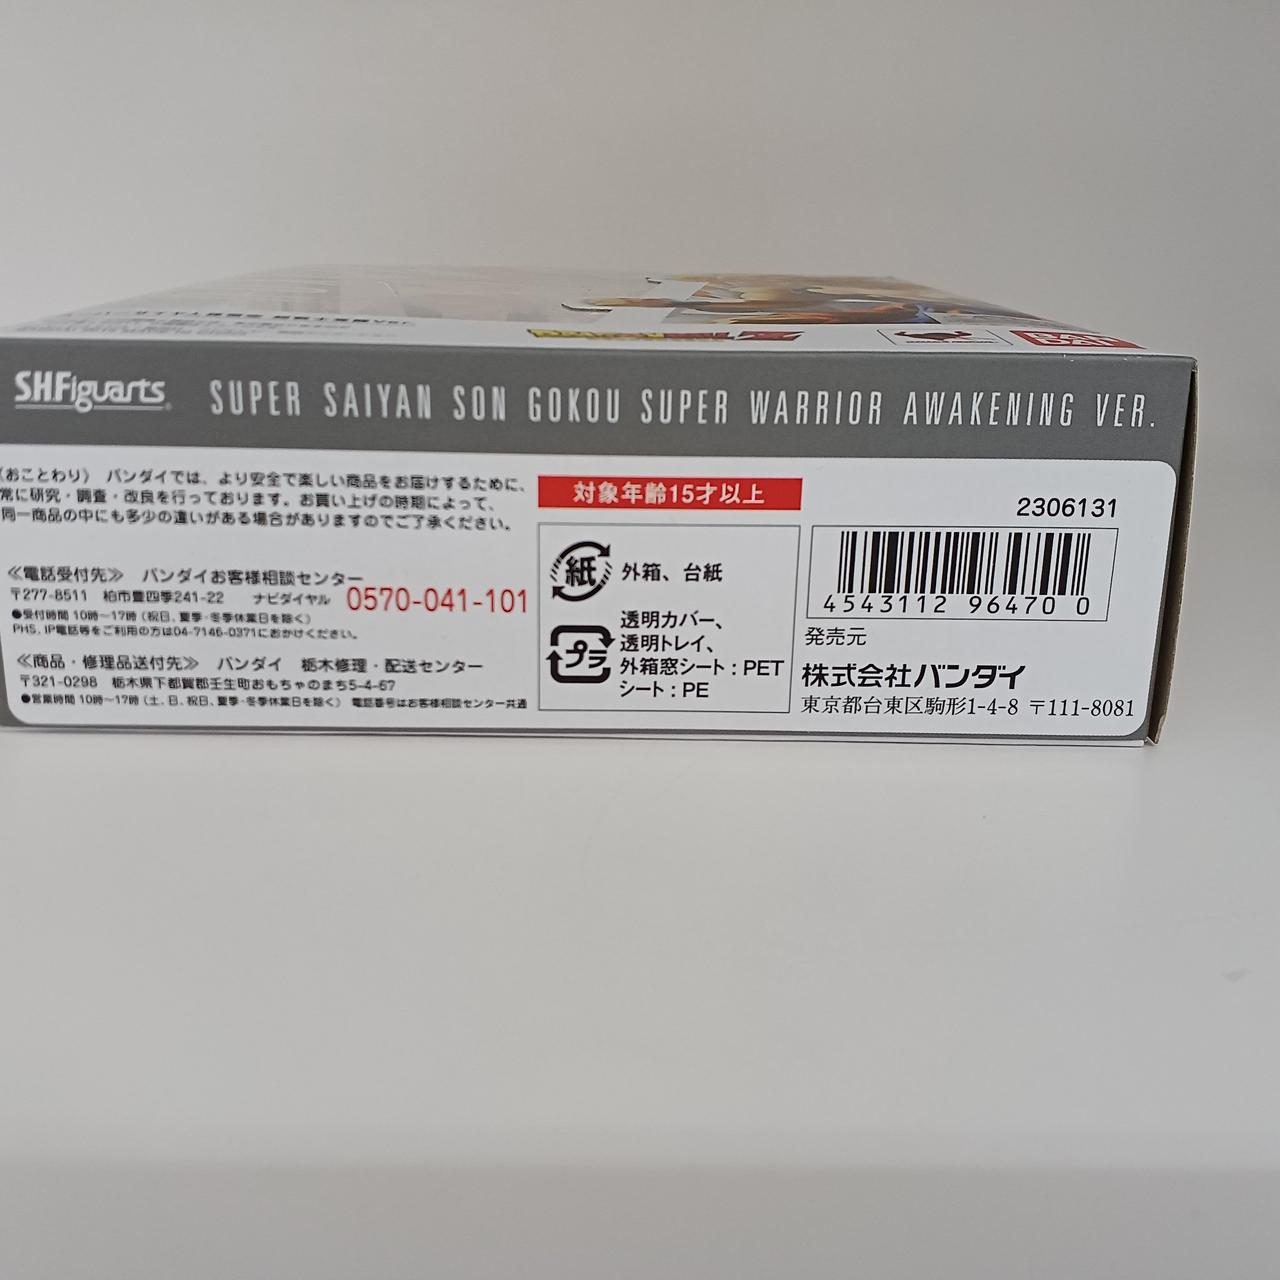 S.H.Figuarts SUPER SAIYAN SON GOKOU SUPER WARRIOR AWAKENING VER.
(おことわり) バンダイでは、より安全で楽しい商品をお届けするために、
常に研究・調査・改良を行っております。お買い上げの時期によって、
同一商品の中にも多少の違いがある場合がありますのでご了承ください。
≪電話受付先≫ バンダイお客様相談センター
〒277-8511 柏市豊四季241-22 ナビダイヤル 0570-041-101
●受付時間 10時〜17時 (祝日、夏季・冬季休業日を除く)
PHS、IP電話等をご利用の方は04-7146-0371におかけください。
≪商品・修理品送付先≫ バンダイ 栃木修理・配送センター
〒321-0298 栃木県下都賀郡壬生町おもちゃのまち5-4-67
●営業時間 10時〜17時 (土、日、祝日、夏季・冬季休業日を除く) 電話番号はお客様相談センター共通
対象年齢15才以上
紙 外箱、台紙
プラ 透明カバー、
透明トレイ、
外箱窓シート:PET
シート:PE
2306131
4543112 96470 0
発売元
株式会社バンダイ
東京都台東区駒形1-4-8 〒111-8081